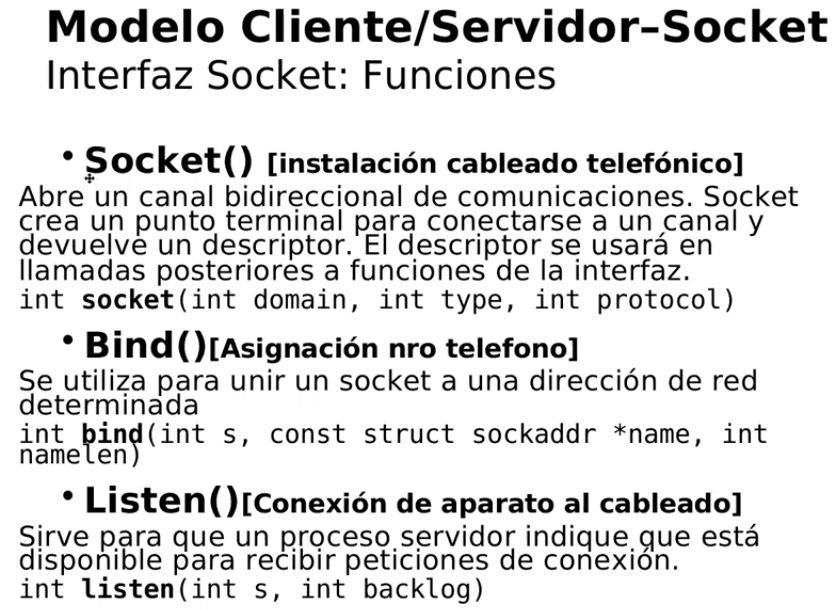 Modelo Cliente/Servidor–Socket
Interfaz Socket: Funciones
• Socket() [instalación cableado telefónico]
Abre un canal bidireccional de comunicaciones. Socket
crea un punto terminal para conectarse a un canal y
devuelve un descriptor. El descriptor se usará en
llamadas posteriores a funciones de la interfaz.
int socket(int domain, int type, int protocol)
• Bind()[Asignación nro telefono]
Se utiliza para unir un socket a una dirección de red
determinada
int bind(int s, const struct sockaddr *name, int
namelen)
• Listen()[Conexión de aparato al cableado]
Sirve para que un proceso servidor indique que está
disponible para recibir peticiones de conexión.
int listen(int s, int backlog)